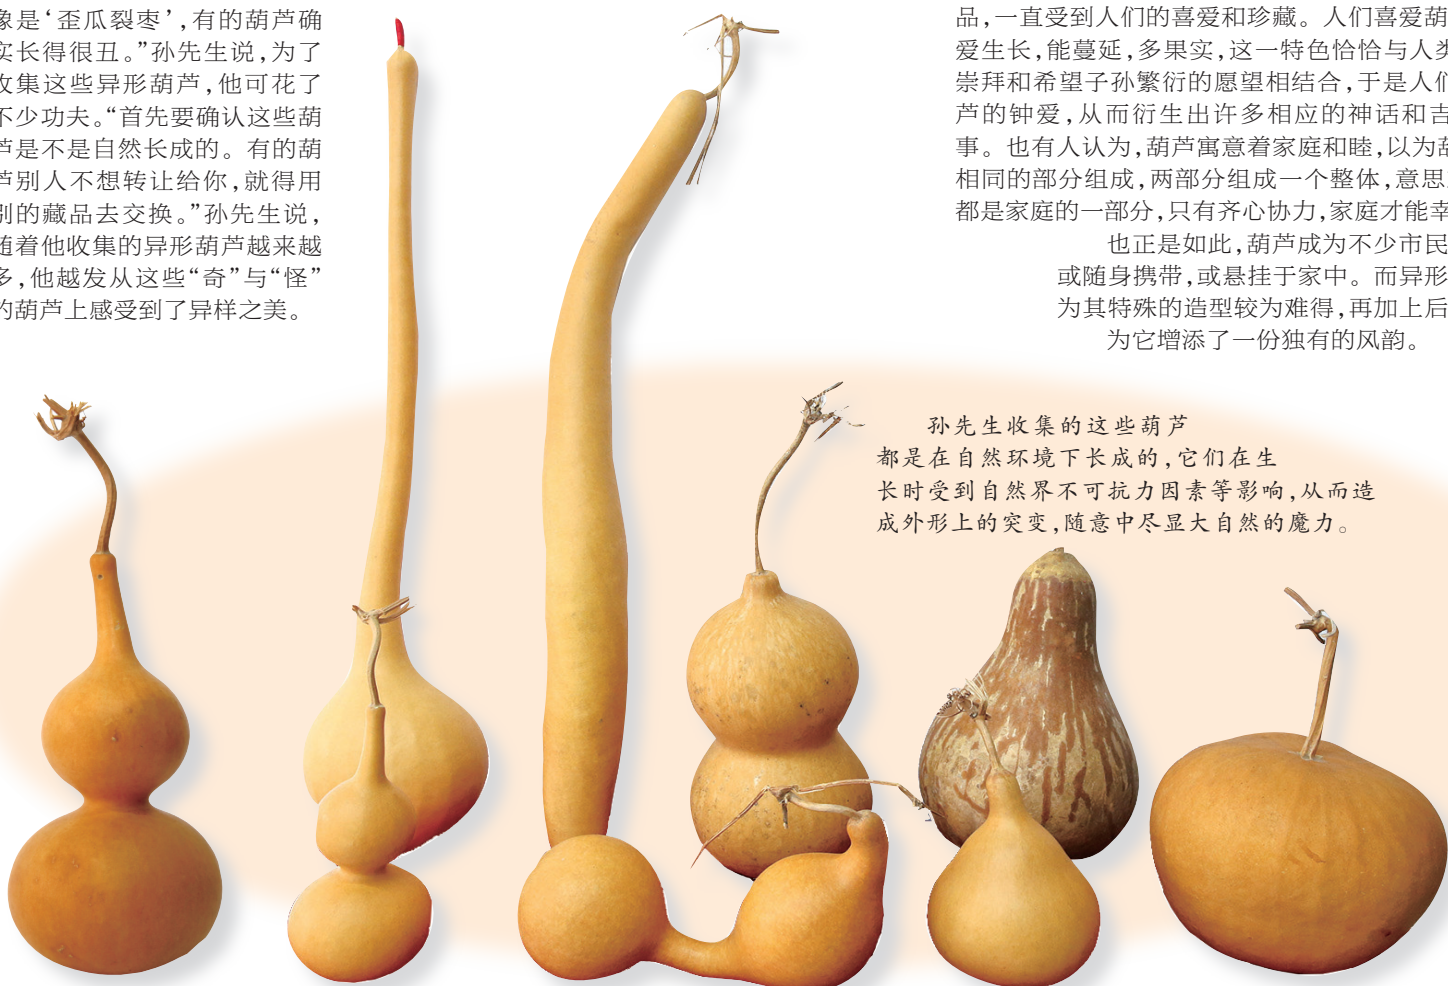 像是‘歪瓜裂枣’,有的葫芦确
实长得很丑。”孙先生说,为了
收集这些异形葫芦,他可花了
不少功夫。“首先要确认这些葫
芦是不是自然长成的。有的葫
芦别人不想转让给你,就得用
别的藏品去交换。”孙先生说,
随着他收集的异形葫芦越来越
多,他越发从这些“奇”与“怪”
的葫芦上感受到了异样之美。
品,一直受到人们的喜爱和珍藏。人们喜爱葫
爱生长,能蔓延,多果实,这一特色恰恰与人类
崇拜和希望子孙繁衍的愿望相结合,于是人们
芦的钟爱,从而衍生出许多相应的神话和吉
事。也有人认为,葫芦寓意着家庭和睦,以为葫
相同的部分组成,两部分组成一个整体,意思
都是家庭的一部分,只有齐心协力,家庭才能幸
也正是如此,葫芦成为不少市民
或随身携带,或悬挂于家中。而异形
为其特殊的造型较为难得,再加上后
为它增添了一份独有的风韵。
孙先生收集的这些葫芦
都是在自然环境下长成的,它们在生
长时受到自然界不可抗力因素等影响,从而造
成外形上的突变,随意中尽显大自然的魔力。